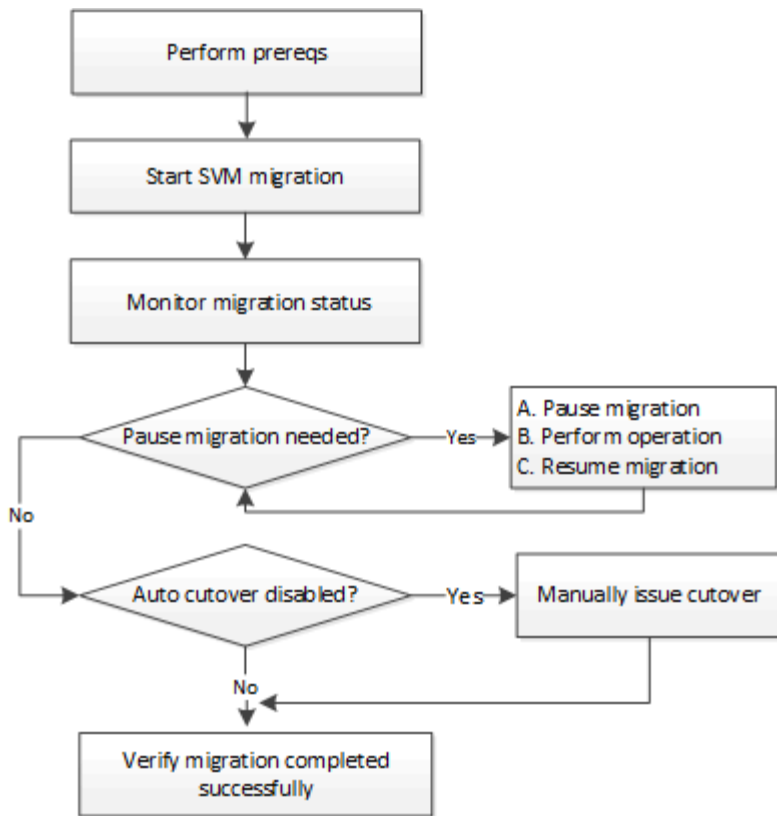 Perform prereqs
Start SVM migration
Monitor migration status
Pause migration needed?
Yes
A. Pause migration
B. Perform operation
C. Resume migration
No
Auto cutover disabled?
Yes
Manually issue cutover
No
Verify migration completed
successfully